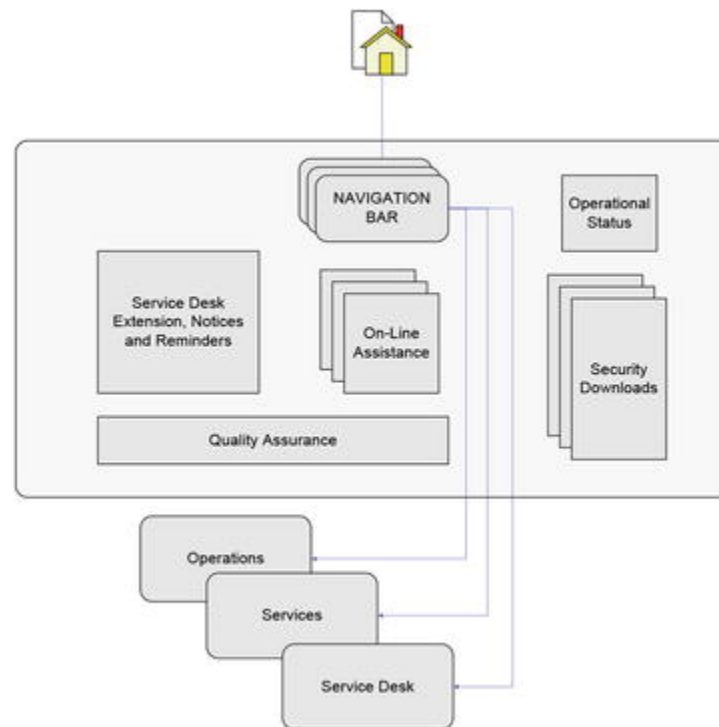 NAVIGATION
BAR
Operational
Status
Service Desk
Extension, Notices
and Reminders
On-Line
Assistance
Security
Downloads
Quality Assurance
Operations
Services
Service Desk